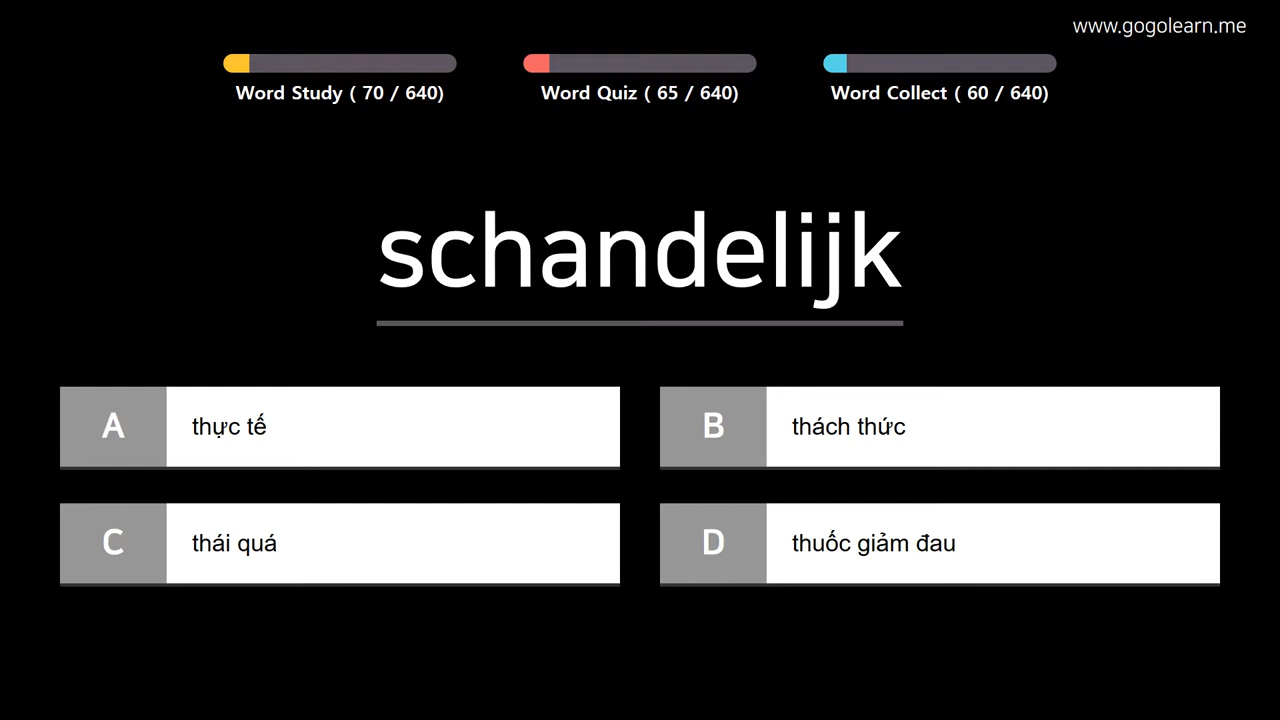 www.gogolearn.me
Word Study ( 70 / 640)
Word Quiz ( 65 / 640)
Word Collect ( 60 / 640)
schandelijk
A thực tế
B thách thức
C thái quá
D thuốc giảm đau